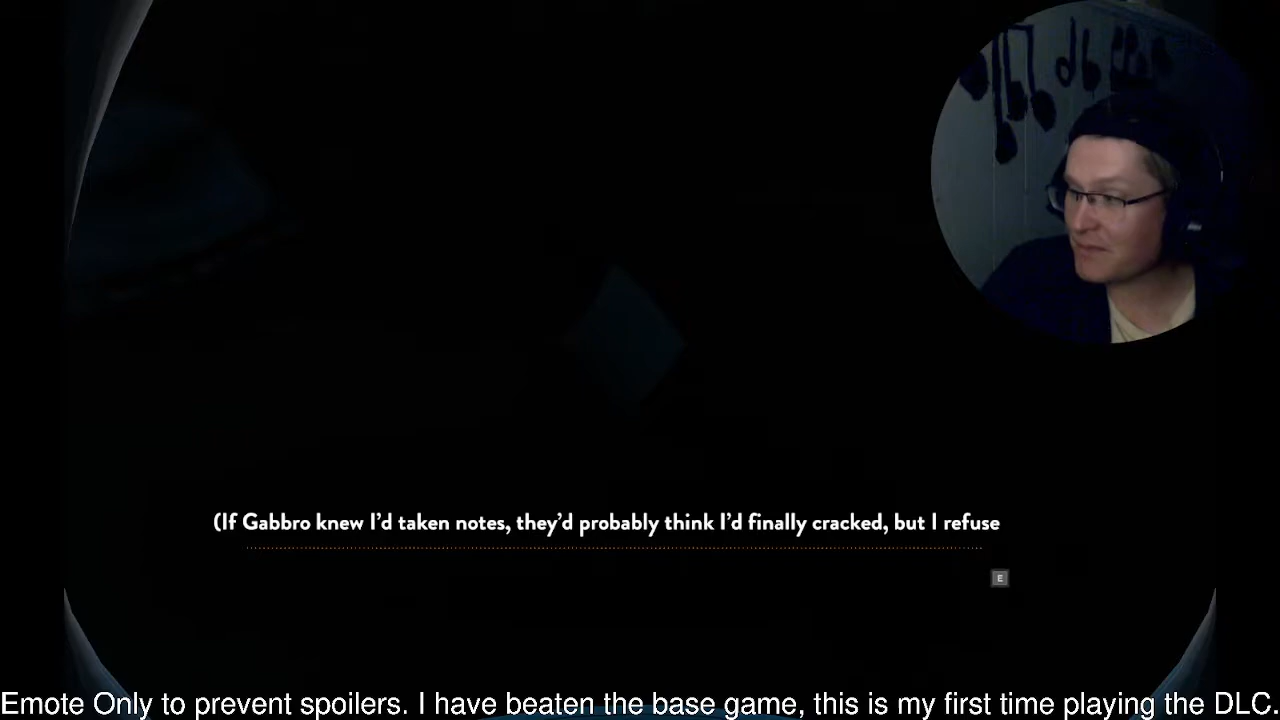 (If Gabbro knew I'd taken notes, they'd probably think I'd finally cracked, but I refuse
E
Emote Only to prevent spoilers. I have beaten the base game, this is my first time playing the DLC.